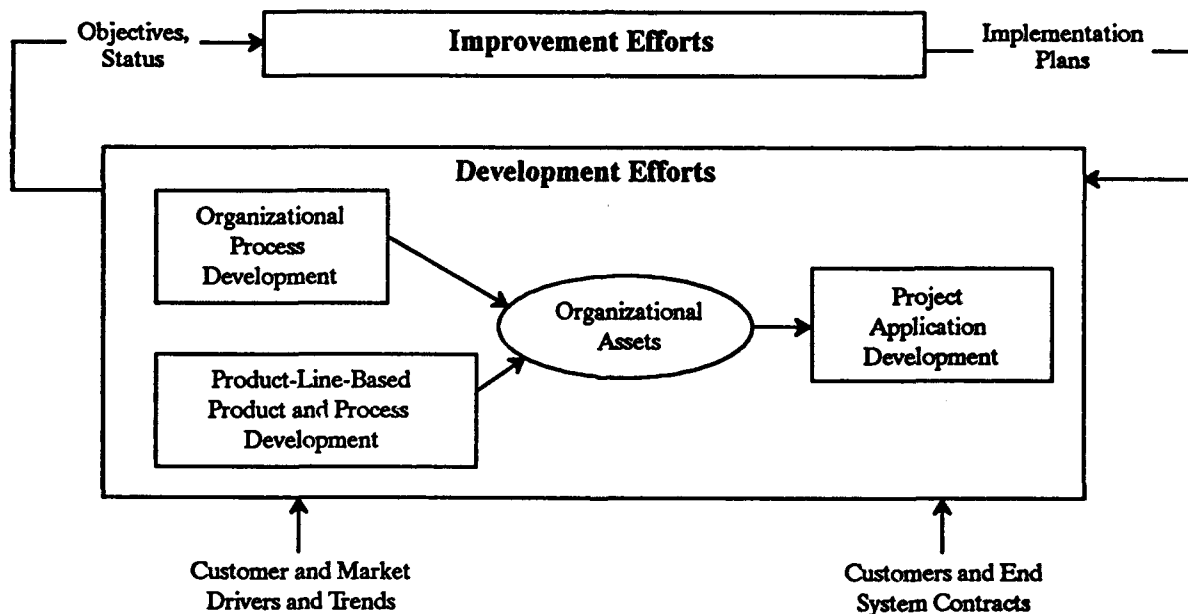 Objectives,
Status
Improvement Efforts
Implementation
Plans
Development Efforts
Organizational
Process
Development
Organizational
Assets
Project
Application
Development
Product-Line-Based
Product and Process
Development
Customer and Market
Drivers and Trends
Customers and End
System Contracts